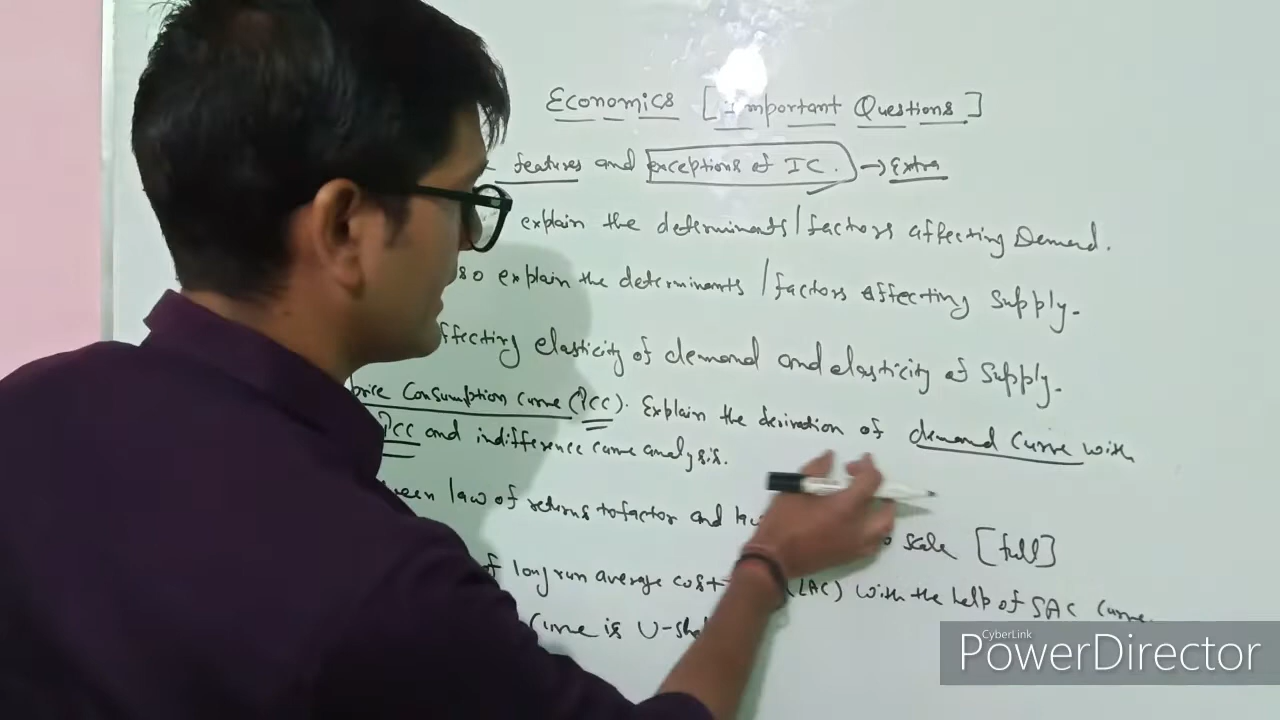 Economics [Important Questions]
features and exceptions of IC. → Extra
explain the determinants/factors affecting Demand.
so explain the determinants/factors affecting Supply.
ffecting elasticity of demand and elasticity of Supply.
price Consumption Curve (PCC). Explain the derivation of demand Curve with
PCC and indifference curve analysis.
ween law of returns to factor and o scale [full]
of long run average cost (LAC) with the help of SAC Curve.
Curve is U-sha
CyberLink
PowerDirector